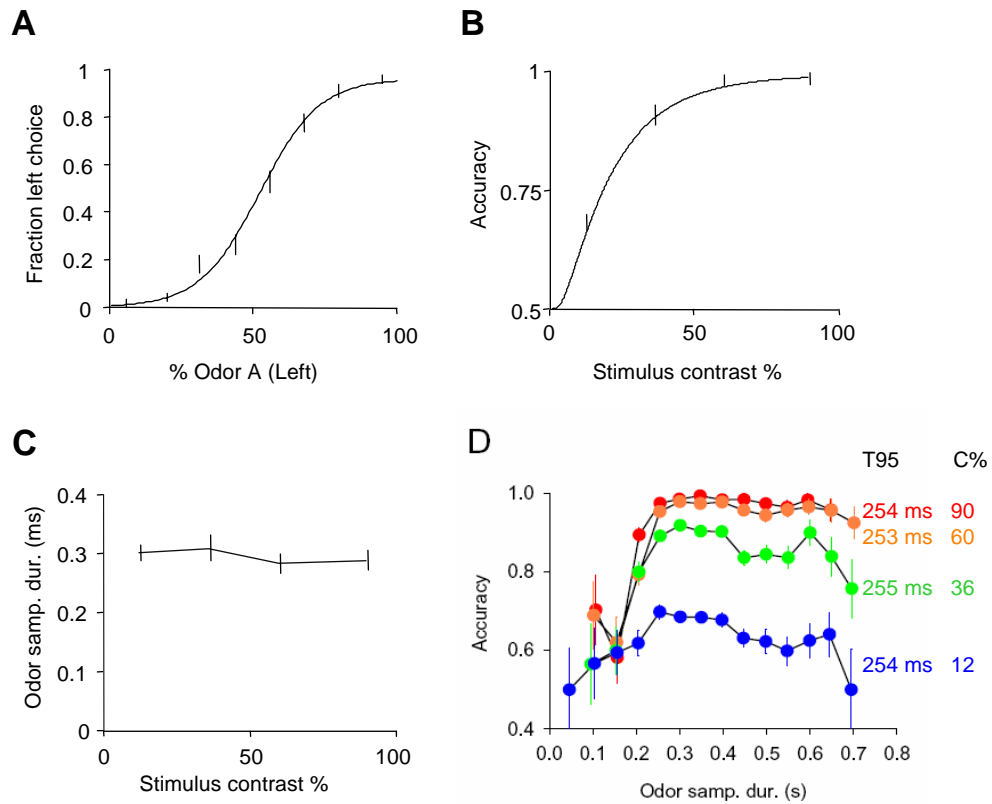 A
Fraction left choice
1
0.8
0.6
0.4
0.2
0
0 50 100
% Odor A (Left)
B
Accuracy
1
0.75
0.5
0 50 100
Stimulus contrast %
C
Odor samp. dur. (ms)
0.4
0.3
0.2
0.1
0
0 50 100
Stimulus contrast %
D
T95 C%
Accuracy
1.0
0.8
0.6
0.4
254 ms 90
253 ms 60
255 ms 36
254 ms 12
0.0 0.1 0.2 0.3 0.4 0.5 0.6 0.7 0.8
Odor samp. dur. (s)